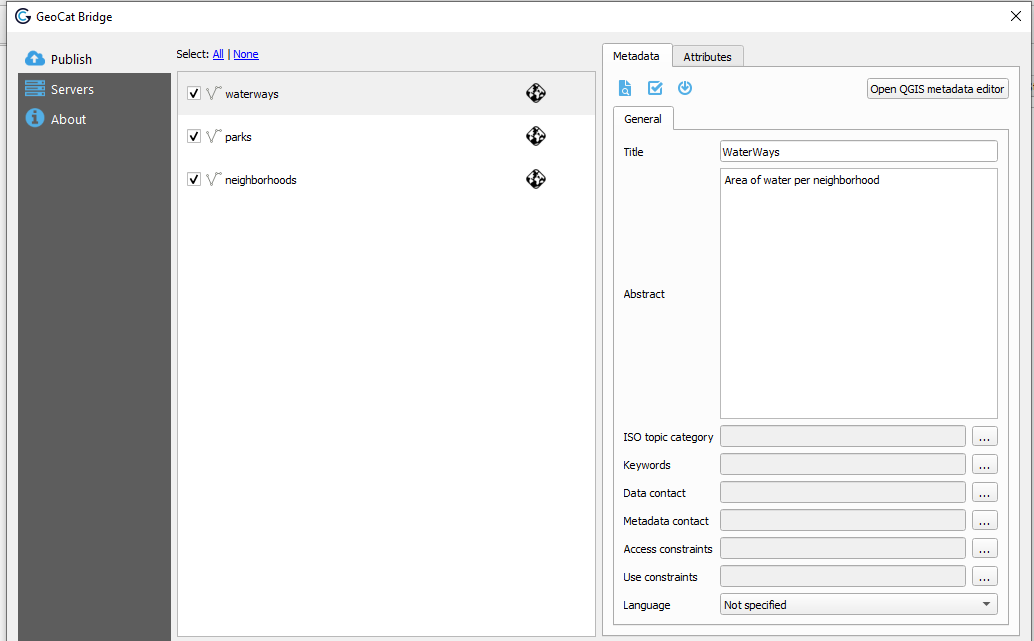 GeoCat Bridge
Publish
Servers
About
Select: All | None
waterways
parks
neighborhoods
Metadata
Attributes
Open QGIS metadata editor
General
Title
WaterWays
Area of water per neighborhood
Abstract
ISO topic category
...
Keywords
...
Data contact
...
Metadata contact
...
Access constraints
...
Use constraints
...
Language
Not specified